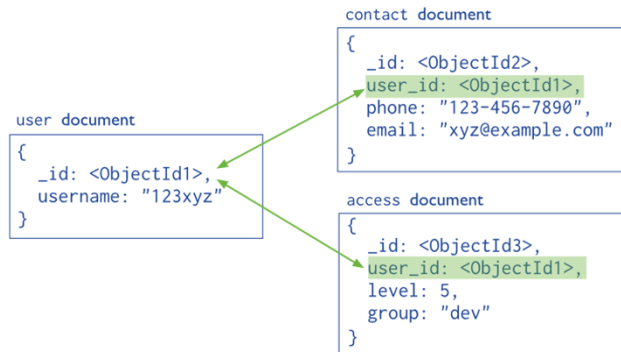 user document
{
_id: <ObjectId1>,
username: "123xyz"
}
contact document
{
_id: <ObjectId2>,
user_id: <ObjectId1>,
phone: "123-456-7890",
email: "xyz@example.com"
}
access document
{
_id: <ObjectId3>,
user_id: <ObjectId1>,
level: 5,
group: "dev"
}